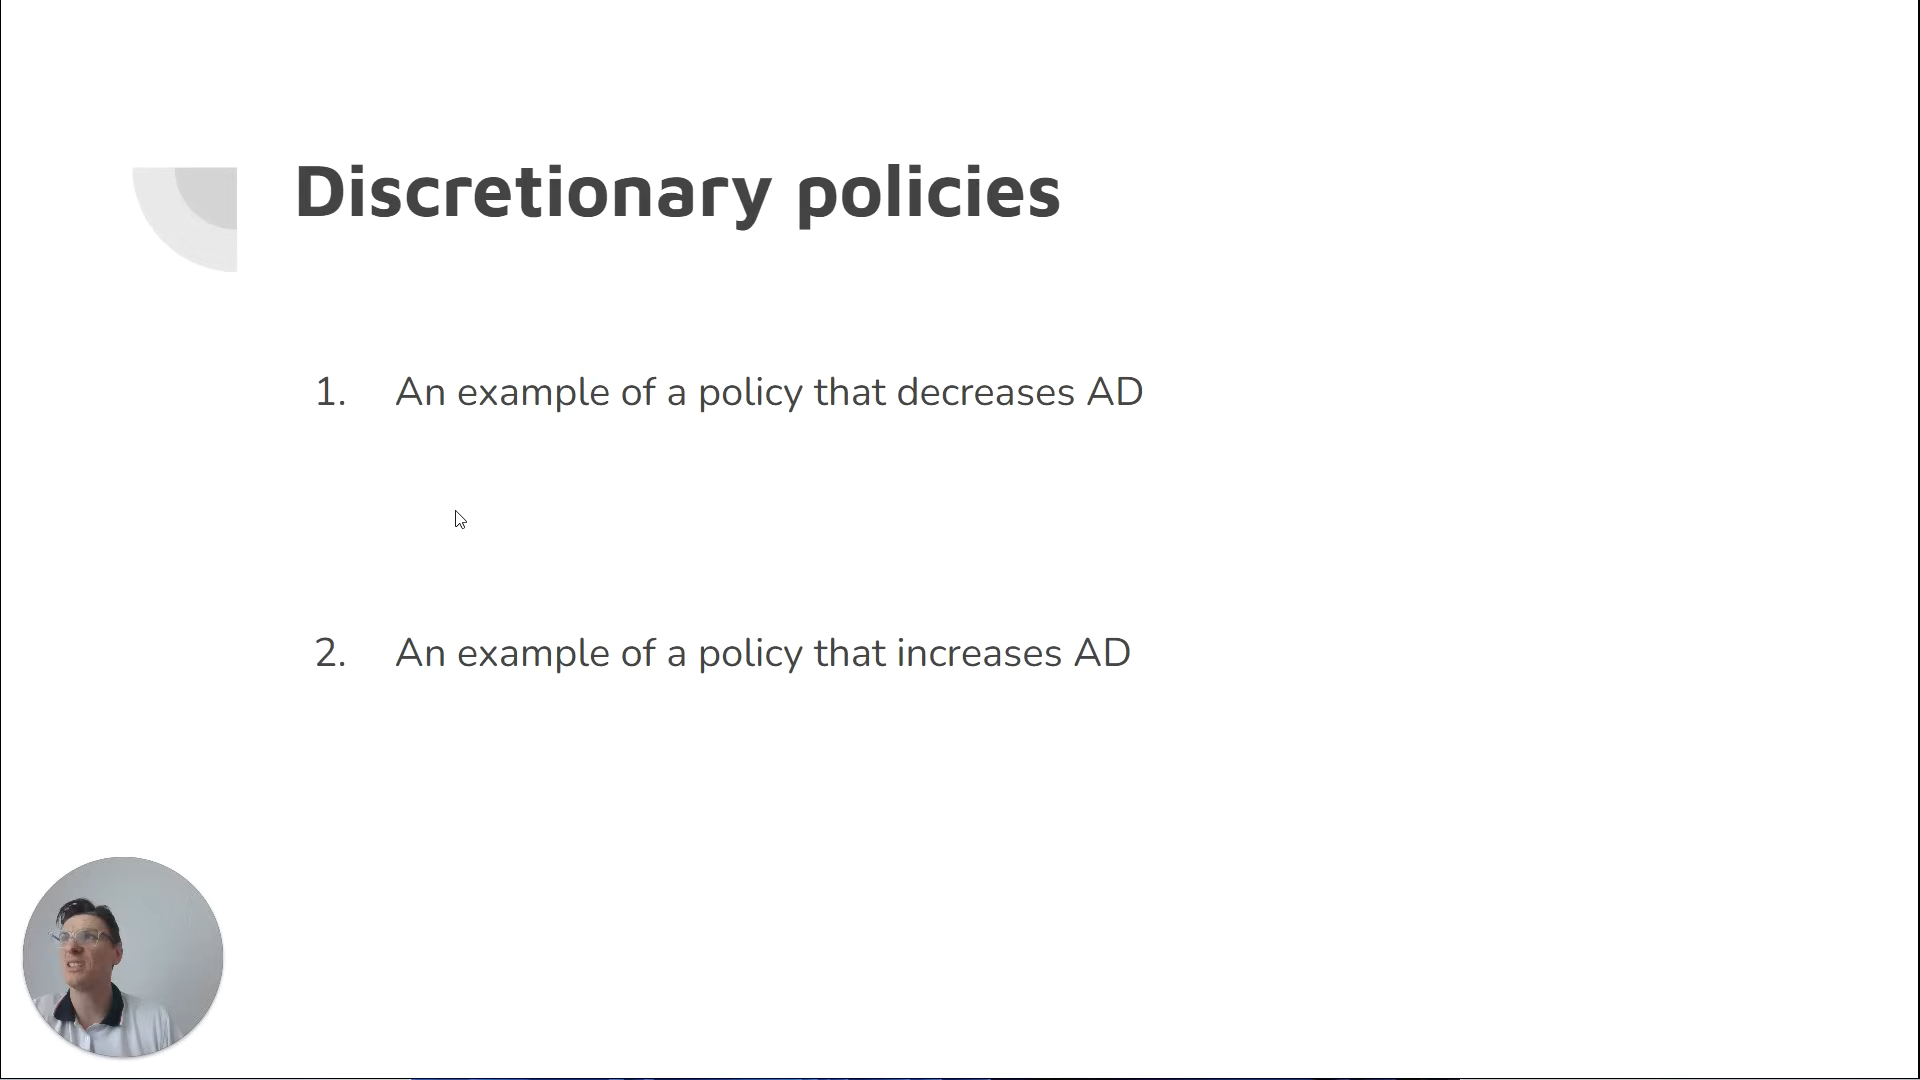 Discretionary policies
1. An example of a policy that decreases AD
2. An example of a policy that increases AD